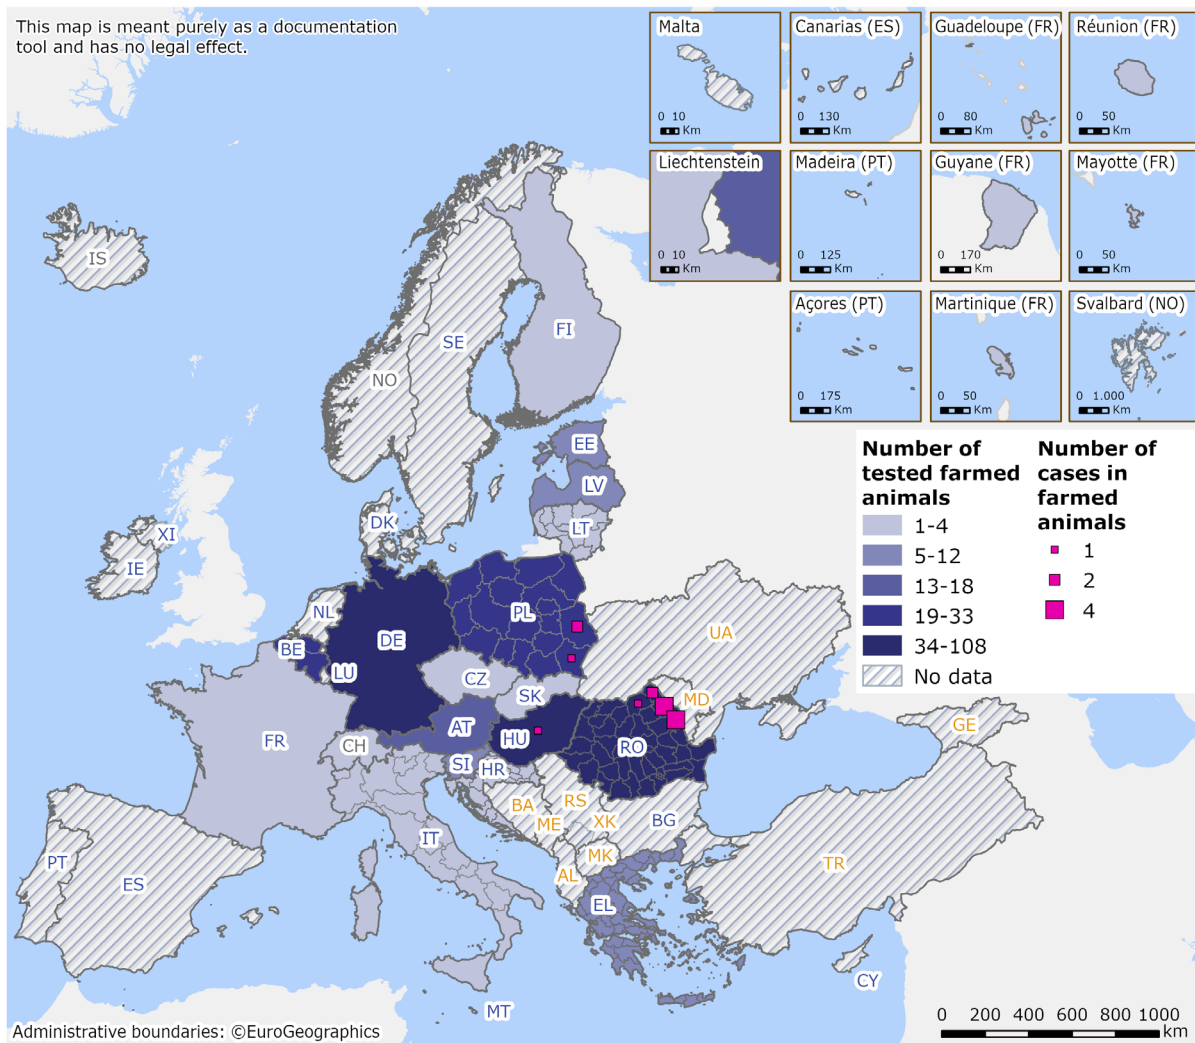 This map is meant purely as a documentation
tool and has no legal effect.
Malta
0 10
Km
Canarias (ES)
0 130
Km
Guadeloupe (FR)
0 80
Km
Réunion (FR)
0 50
Km
Liechtenstein
0 10
Km
Madeira (PT)
0 125
Km
Guyane (FR)
0 170
Km
Mayotte (FR)
0 50
Km
Açores (PT)
0 175
Km
Martinique (FR)
0 50
Km
Svalbard (NO)
0 1.000
Km
Number of
tested farmed
animals
1-4
5-12
13-18
19-33
34-108
No data
Number of
cases in
farmed
animals
1
2
4
IS
NO
SE
FI
EE
LV
LT
DK
XI
IE
NL
BE
LU
DE
PL
CZ
SK
UA
MD
FR
CH
AT
HU
RO
SI
HR
IT
BA
RS
ME
XK
BG
MK
AL
EL
GE
TR
CY
MT
PT
ES
Administrative boundaries: ©EuroGeographics
0 200 400 600 800 1000
km